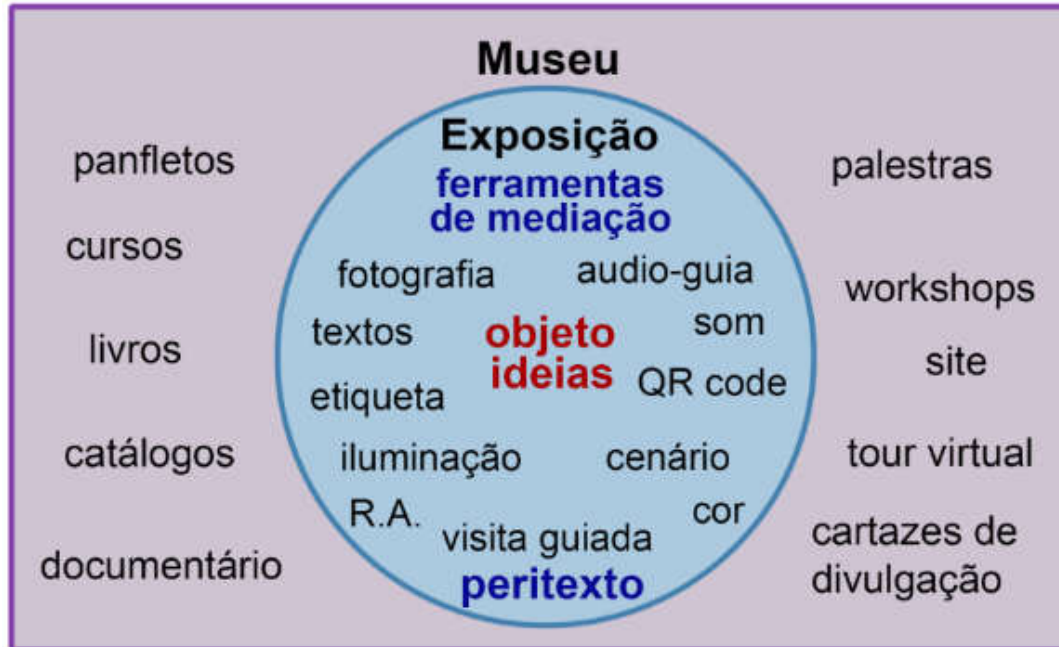 Museu
Exposição
ferramentas
de mediação
panfletos
palestras
cursos
fotografia
audio-guia
workshops
livros
textos
objeto
ideias
som
site
etiqueta
QR code
catálogos
iluminação
cenário
tour virtual
R.A.
cor
visita guiada
documentário
peritexto
cartazes de
divulgação